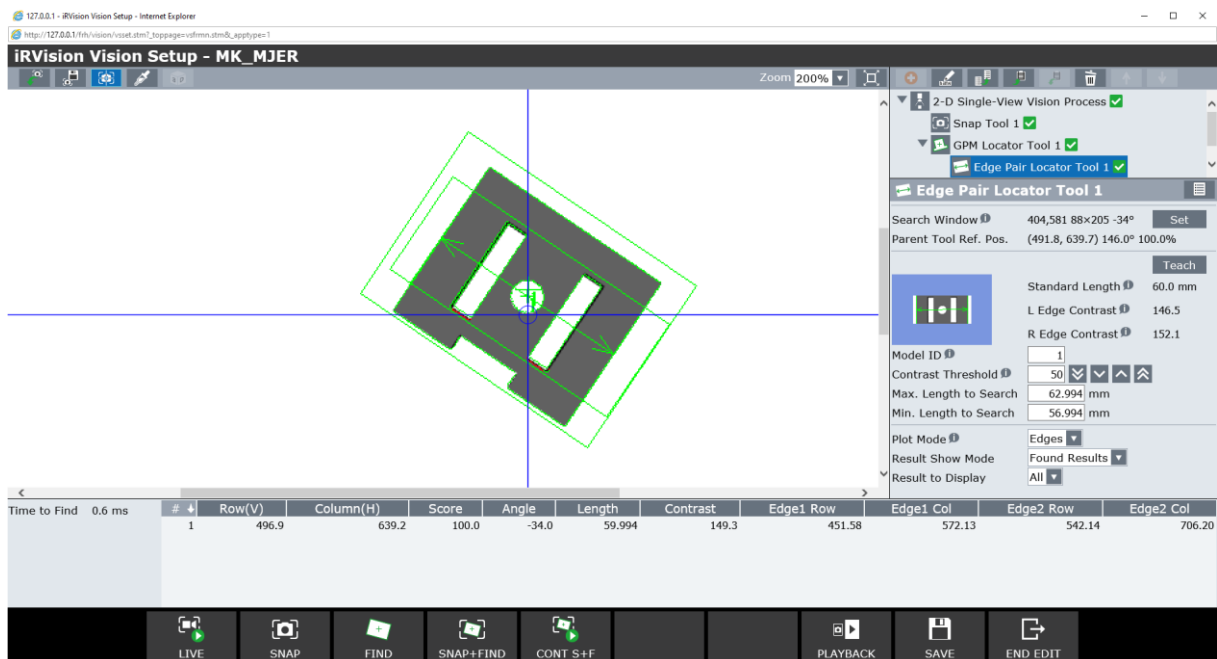 127.0.0.1 - iRVision Vision Setup - Internet Explorer
http://127.0.0.1/frh/vision/vsset.stm?_toppage=vsfrmn.stm&_apptype=1
iRVision Vision Setup - MK_MJER
Zoom 200%
2-D Single-View Vision Process
Snap Tool 1
GPM Locator Tool 1
Edge Pair Locator Tool 1
Edge Pair Locator Tool 1
Search Window 404,581 88×205 -34° Set
Parent Tool Ref. Pos. (491.8, 639.7) 146.0° 100.0%
Teach
Standard Length 60.0 mm
L Edge Contrast 146.5
R Edge Contrast 152.1
Model ID 1
Contrast Threshold 50
Max. Length to Search 62.994 mm
Min. Length to Search 56.994 mm
Plot Mode Edges
Result Show Mode Found Results
Result to Display All
Time to Find 0.6 ms
# Row(V) Column(H) Score Angle Length Contrast Edge1 Row Edge1 Col Edge2 Row Edge2 Col
1 496.9 639.2 100.0 -34.0 59.994 149.3 451.58 572.13 542.14 706.20
LIVE SNAP FIND SNAP+FIND CONT S+F PLAYBACK SAVE END EDIT